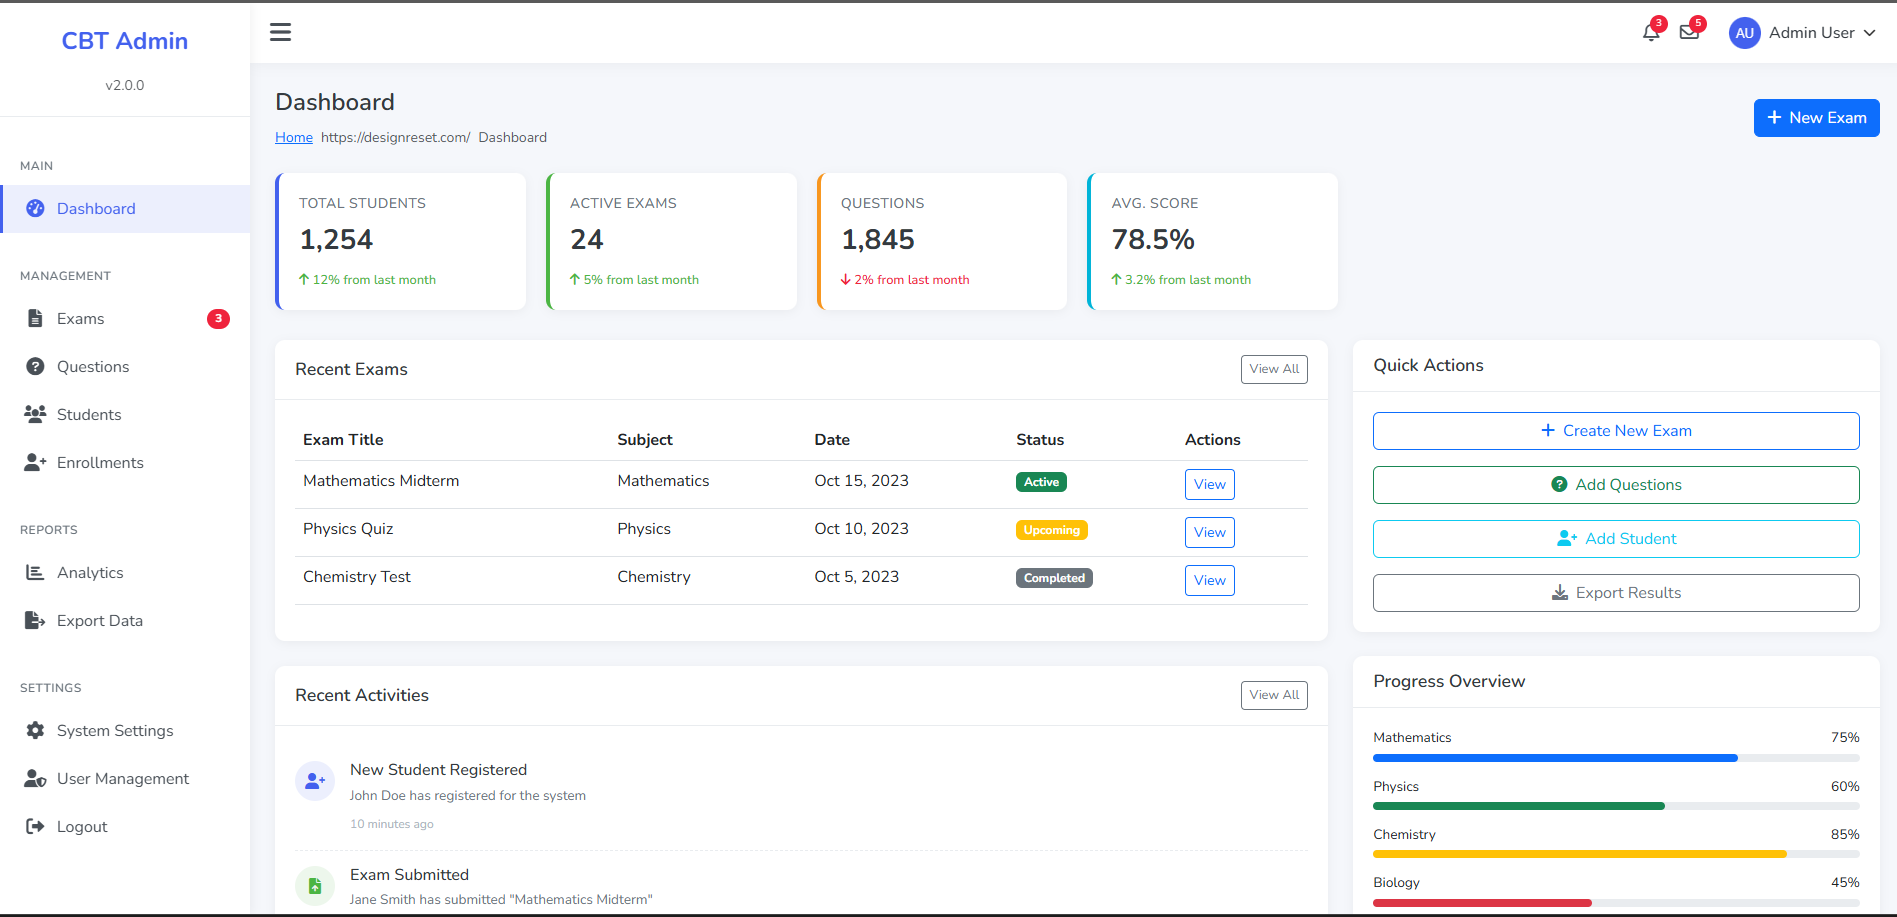 CBT Admin
v2.0.0
MAIN
Dashboard
MANAGEMENT
Exams 3
Questions
Students
Enrollments
REPORTS
Analytics
Export Data
SETTINGS
System Settings
User Management
Logout
3 5 AU Admin User
Dashboard
Home https://designreset.com/ Dashboard
+ New Exam
TOTAL STUDENTS
1,254
↑ 12% from last month
ACTIVE EXAMS
24
↑ 5% from last month
QUESTIONS
1,845
↓ 2% from last month
AVG. SCORE
78.5%
↑ 3.2% from last month
Recent Exams View All
Exam Title Subject Date Status Actions
Mathematics Midterm Mathematics Oct 15, 2023 Active View
Physics Quiz Physics Oct 10, 2023 Upcoming View
Chemistry Test Chemistry Oct 5, 2023 Completed View
Recent Activities View All
New Student Registered
John Doe has registered for the system
10 minutes ago
Exam Submitted
Jane Smith has submitted "Mathematics Midterm"
Quick Actions
+ Create New Exam
Add Questions
Add Student
Export Results
Progress Overview
Mathematics 75%
Physics 60%
Chemistry 85%
Biology 45%